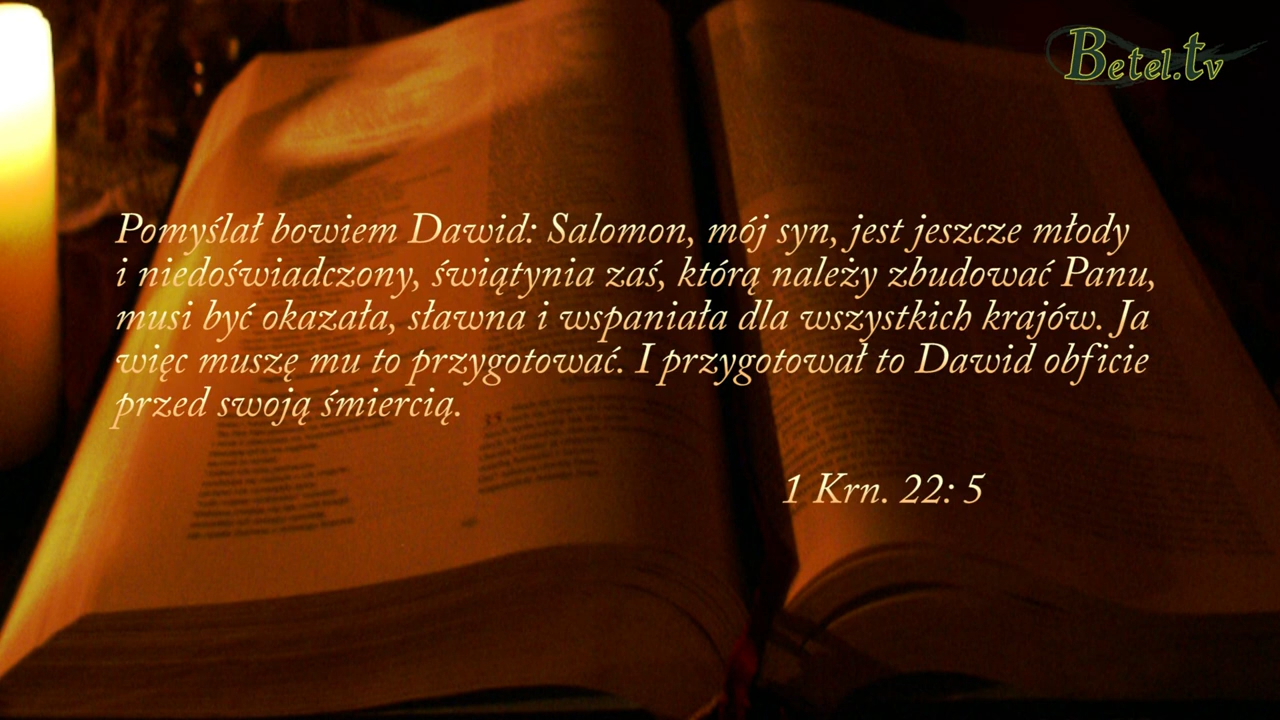 Betel.tv
Pomyślał bowiem Dawid: Salomon, mój syn, jest jeszcze młody
i niedoświadczony, świątynia zaś, którą należy zbudować Panu,
musi być okazała, sławna i wspaniała dla wszystkich krajów. Ja
więc muszę mu to przygotować. I przygotował to Dawid obficie
przed swoją śmiercią.
1 Krn. 22: 5